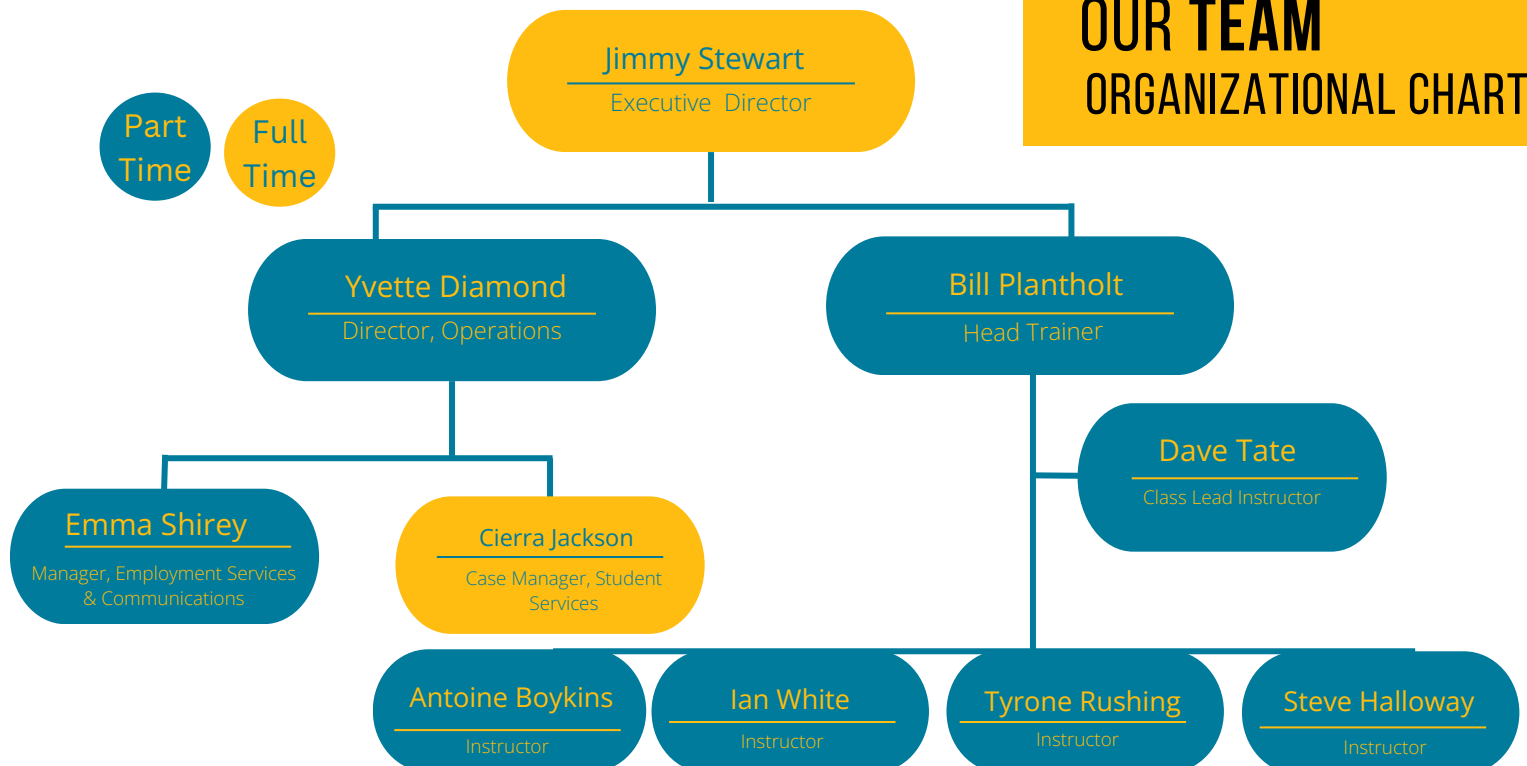 OUR TEAM
ORGANIZATIONAL CHART
Jimmy Stewart
Executive Director
Part
Time
Full
Time
Yvette Diamond
Director, Operations
Bill Plantholt
Head Trainer
Dave Tate
Class Lead Instructor
Emma Shirey
Manager, Employment Services
& Communications
Cierra Jackson
Case Manager, Student
Services
Antoine Boykins
Instructor
Ian White
Instructor
Tyrone Rushing
Instructor
Steve Halloway
Instructor